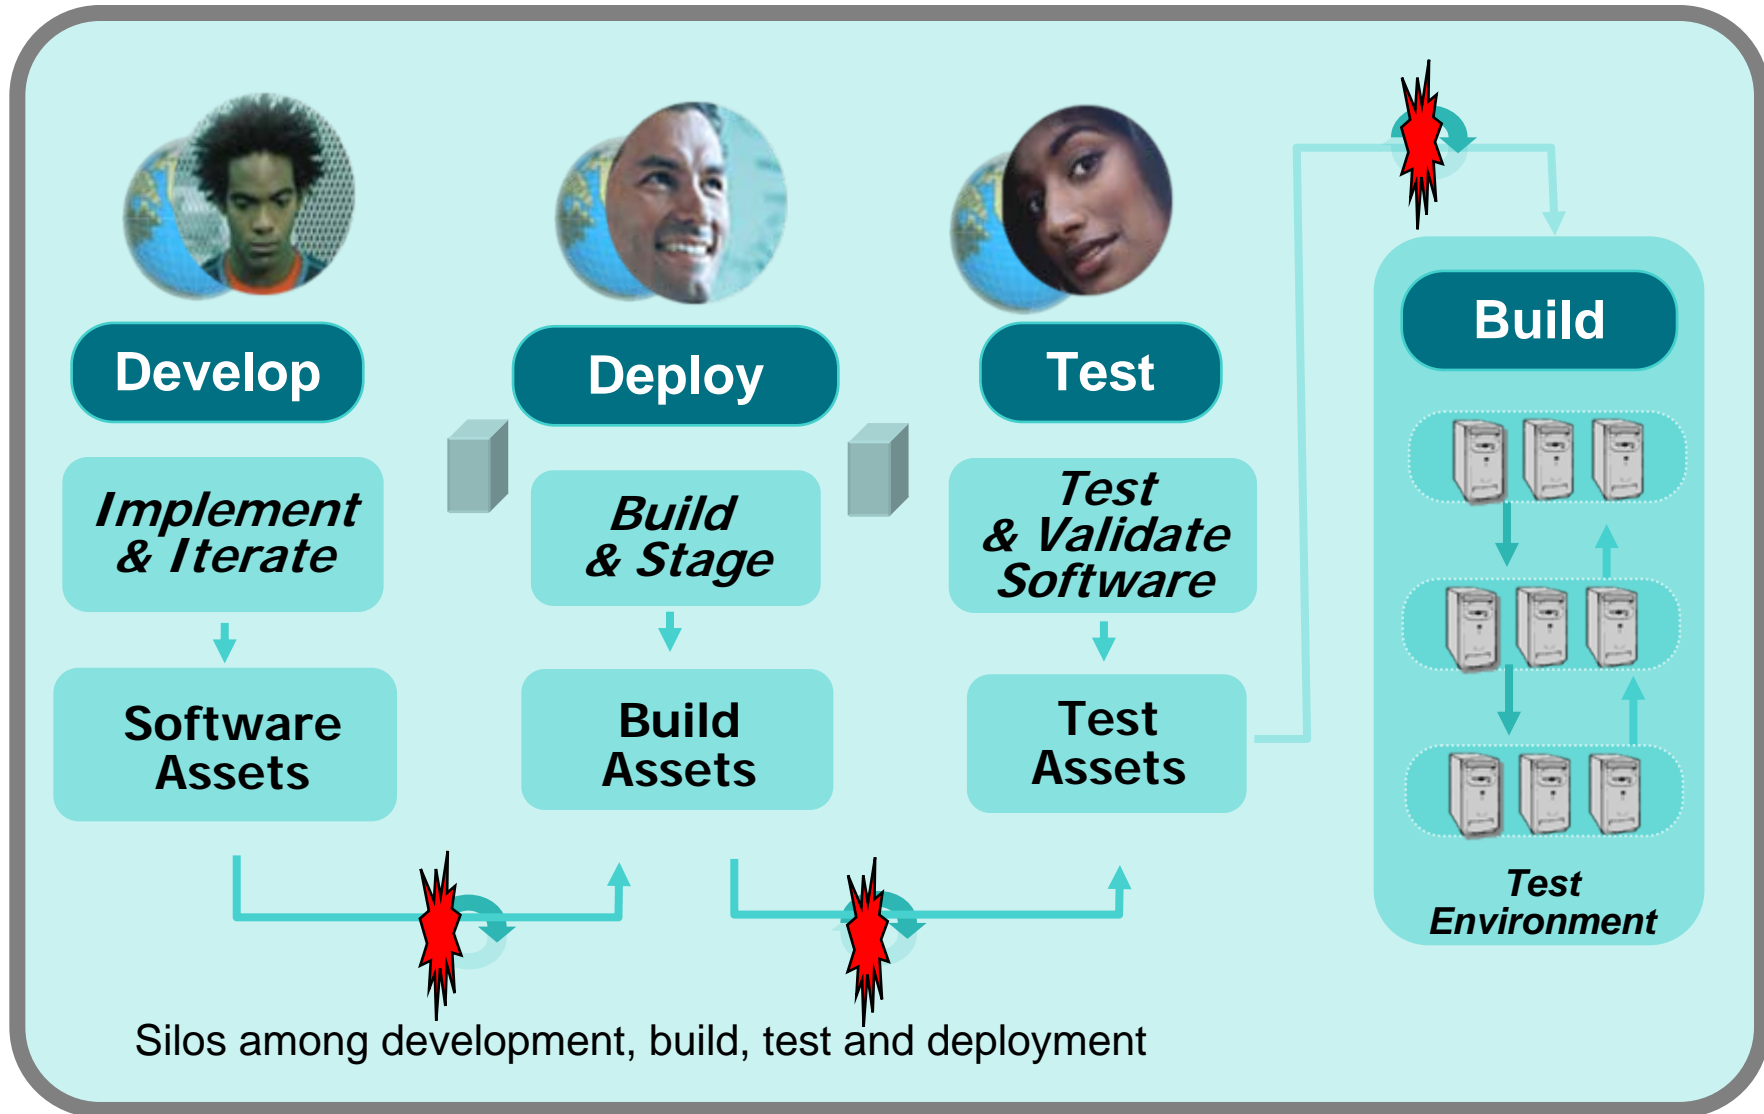 Develop
Implement
& Iterate
Software
Assets
Deploy
Build
& Stage
Build
Assets
Test
Test
& Validate
Software
Test
Assets
Build
Test
Environment
Silos among development, build, test and deployment